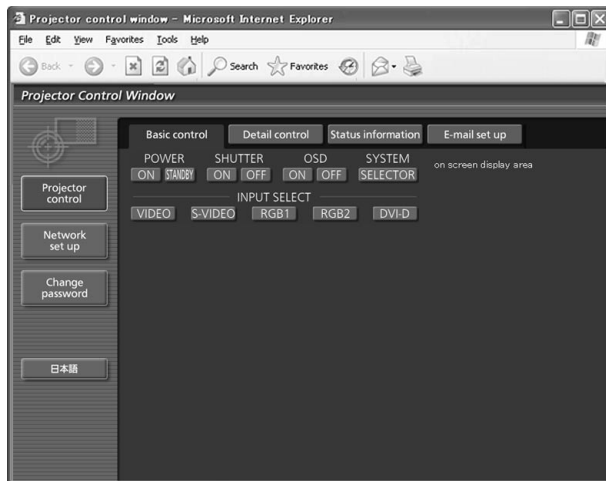 Projector control window - Microsoft Internet Explorer
File Edit View Favorites Tools Help
Back Search Favorites
Projector Control Window
Basic control Detail control Status information E-mail set up
POWER SHUTTER OSD SYSTEM
ON STANDBY ON OFF ON OFF SELECTOR
on screen display area
INPUT SELECT
VIDEO S-VIDEO RGB1 RGB2 DVI-D
Projector
control
Network
set up
Change
password
日本語